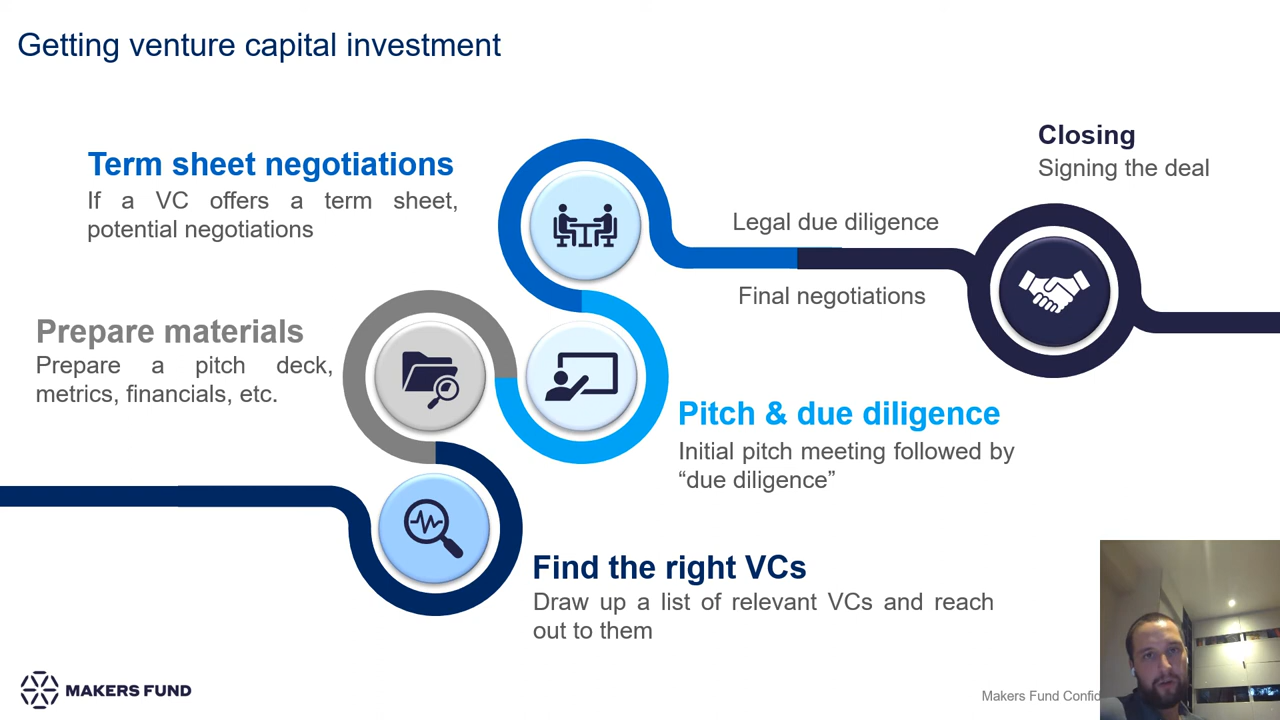 Getting venture capital investment
Term sheet negotiations
If a VC offers a term sheet,
potential negotiations
Closing
Signing the deal
Legal due diligence
Final negotiations
Prepare materials
Prepare a pitch deck,
metrics, financials, etc.
Pitch & due diligence
Initial pitch meeting followed by
“due diligence”
Find the right VCs
Draw up a list of relevant VCs and reach
out to them
MAKERS FUND
Makers Fund Confid